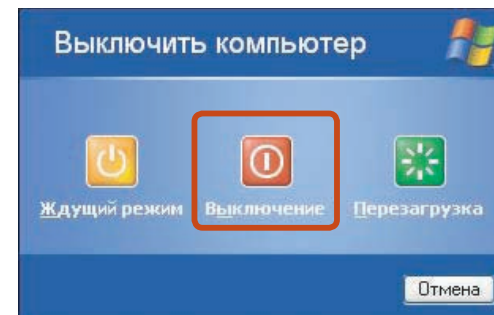 Выключить компьютер
Ждущий режим Выключение Перезагрузка
Отмена